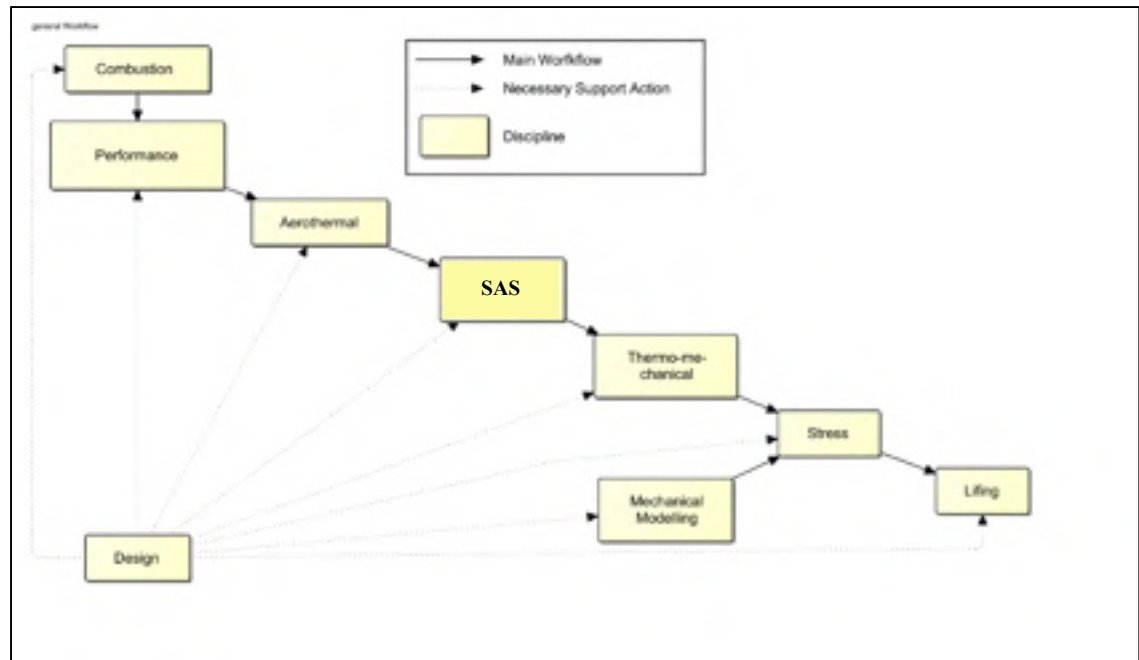 general Workflow
Combustion
Main Worfkflow
Necessary Support Action
Discipline
Performance
Aerothermal
SAS
Thermo-me-
chanical
Stress
Mechanical
Modelling
Lifing
Design